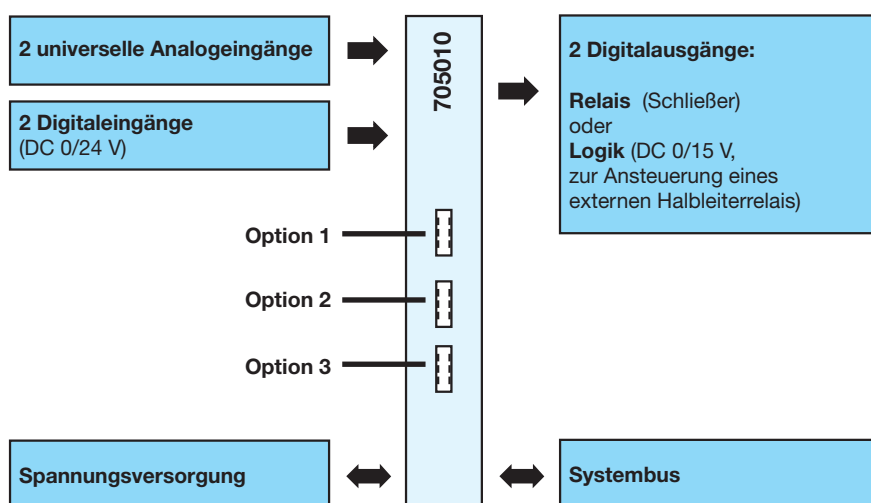 2 universelle Analogeingänge
2 Digitaleingänge
(DC 0/24 V)
705010
2 Digitalausgänge:
Relais (Schließer)
oder
Logik (DC 0/15 V,
zur Ansteuerung eines
externen Halbleiterrelais)
Option 1
Option 2
Option 3
Spannungsversorgung
Systembus